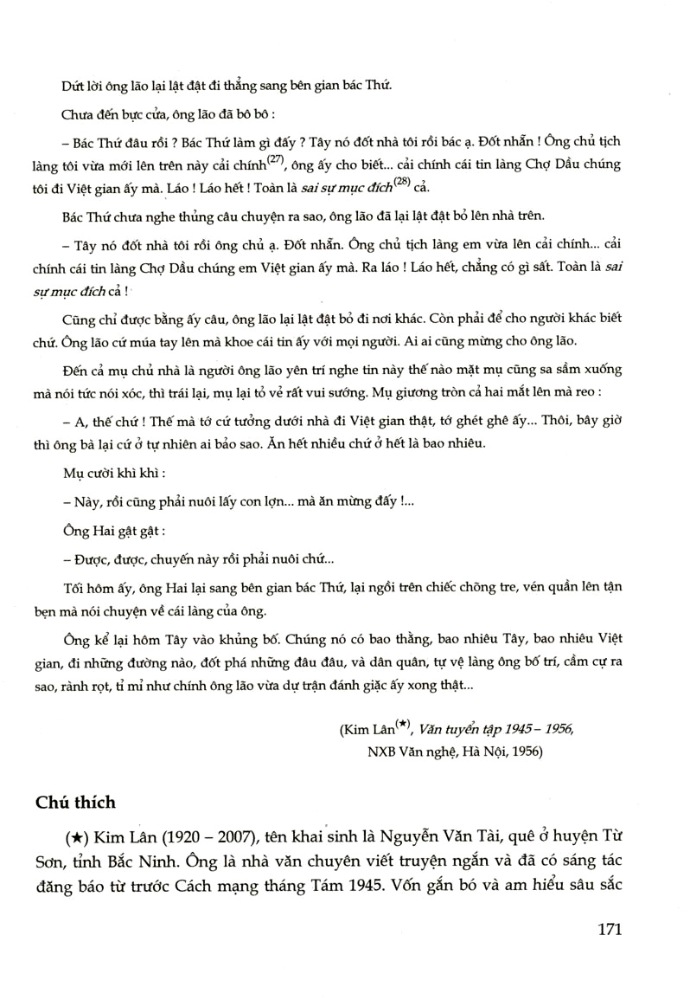 Dứt lời ông lão lại lật đật đi thẳng sang bên gian bác Thứ.
Chưa đến bực cửa, ông lão đã bô bô :
– Bác Thứ đâu rồi ? Bác Thứ làm gì đấy ? Tây nó đốt nhà tôi rồi bác ạ. Đốt nhẵn ! Ông chủ tịch
làng tôi vừa mới lên trên này cải chính(27), ông ấy cho biết... cải chính cái tin làng Chợ Dầu chúng
tôi đi Việt gian ấy mà. Láo ! Láo hết ! Toàn là sai sự mục đích(28) cả.
Bác Thứ chưa nghe thủng câu chuyện ra sao, ông lão đã lại lật đật bỏ lên nhà trên.
– Tây nó đốt nhà tôi rồi ông chủ ạ. Đốt nhẵn. Ông chủ tịch làng em vừa lên cải chính... cải
chính cái tin làng Chợ Dầu chúng em Việt gian ấy mà. Ra láo ! Láo hết, chẳng có gì sất. Toàn là sai
sự mục đích cả !
Cũng chỉ được bằng ấy câu, ông lão lại lật đật bỏ đi nơi khác. Còn phải để cho người khác biết
chứ. Ông lão cứ múa tay lên mà khoe cái tin ấy với mọi người. Ai ai cũng mừng cho ông lão.
Đến cả mụ chủ nhà là người ông lão yên trí nghe tin này thế nào mặt mụ cũng sa sầm xuống
mà nói tức nói xóc, thì trái lại, mụ lại tỏ vẻ rất vui sướng. Mụ giương tròn cả hai mắt lên mà reo :
– A, thế chứ ! Thế mà tớ cứ tưởng dưới nhà đi Việt gian thật, tớ ghét ghê ấy... Thôi, bây giờ
thì ông bà lại cứ ở tự nhiên ai bảo sao. Ăn hết nhiều chứ ở hết là bao nhiêu.
Mụ cười khì khì :
– Này, rồi cũng phải nuôi lấy con lợn... mà ăn mừng đấy !...
Ông Hai gật gật :
– Được, được, chuyến này rồi phải nuôi chứ...
Tối hôm ấy, ông Hai lại sang bên gian bác Thứ, lại ngồi trên chiếc chõng tre, vén quần lên tận
bẹn mà nói chuyện về cái làng của ông.
Ông kể lại hôm Tây vào khủng bố. Chúng nó có bao thằng, bao nhiêu Tây, bao nhiêu Việt
gian, đi những đường nào, đốt phá những đâu đâu, và dân quân, tự vệ làng ông bố trí, cầm cự ra
sao, rành rọt, tỉ mỉ như chính ông lão vừa dự trận đánh giặc ấy xong thật...
(Kim Lân(★), Văn tuyển tập 1945 – 1956,
NXB Văn nghệ, Hà Nội, 1956)
Chú thích
(★) Kim Lân (1920 – 2007), tên khai sinh là Nguyễn Văn Tài, quê ở huyện Từ
Sơn, tỉnh Bắc Ninh. Ông là nhà văn chuyên viết truyện ngắn và đã có sáng tác
đăng báo từ trước Cách mạng tháng Tám 1945. Vốn gắn bó và am hiểu sâu sắc
171